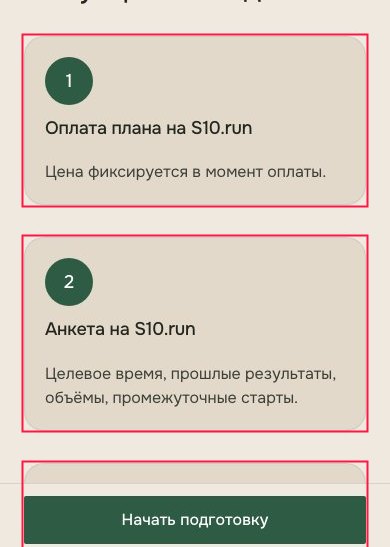 1
Оплата плана на S10.run
Цена фиксируется в момент оплаты.
2
Анкета на S10.run
Целевое время, прошлые результаты,
объёмы, промежуточные старты.
Начать подготовку